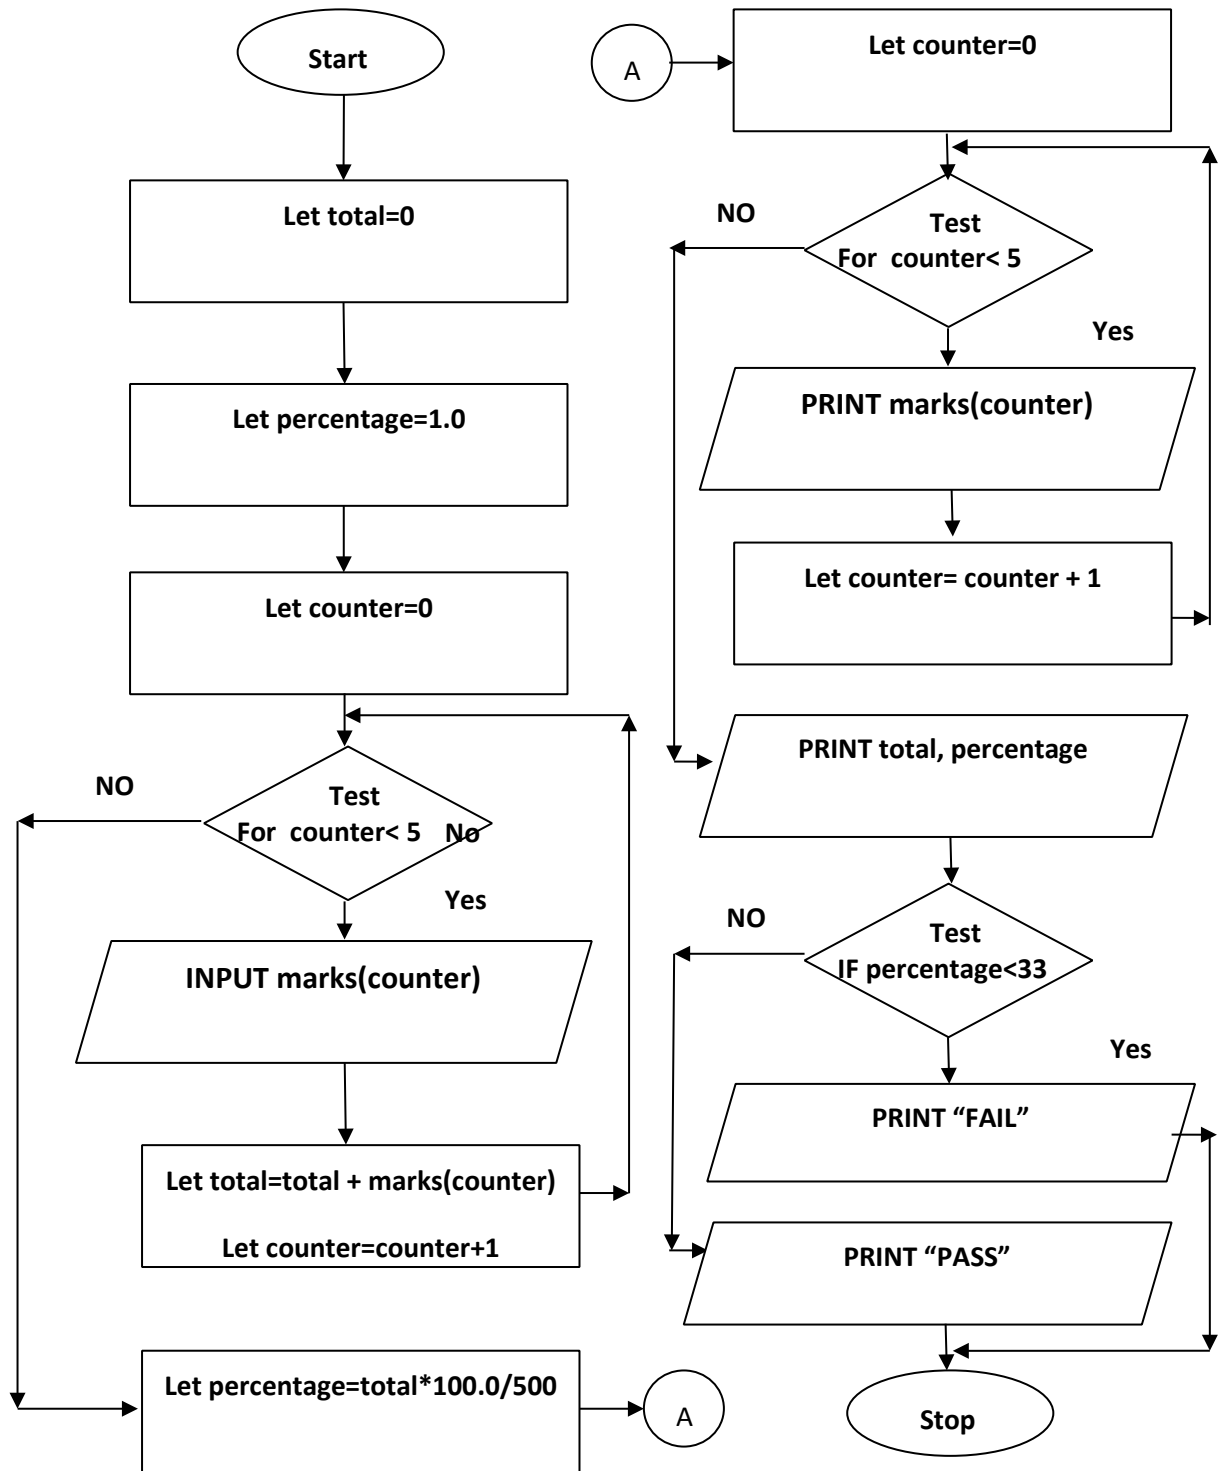 Start
Let total=0
Let percentage=1.0
Let counter=0
NO
Test
For counter< 5 No
Yes
INPUT marks(counter)
Let total=total + marks(counter)
Let counter=counter+1
Let percentage=total*100.0/500
A
A
Let counter=0
NO
Test
For counter< 5
Yes
PRINT marks(counter)
Let counter= counter + 1
PRINT total, percentage
NO
Test
IF percentage<33
Yes
PRINT “FAIL”
PRINT “PASS”
Stop